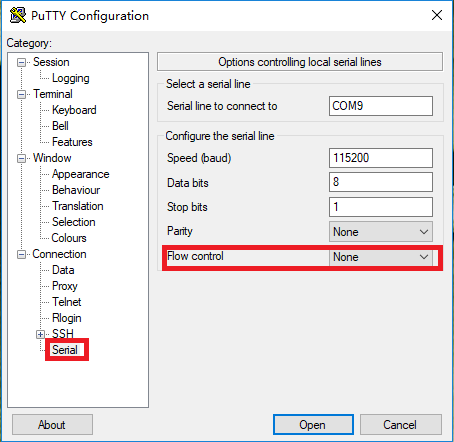 PuTTY Configuration
Category:
Session
Logging
Terminal
Keyboard
Bell
Features
Window
Appearance
Behaviour
Translation
Selection
Colours
Connection
Data
Proxy
Telnet
Rlogin
SSH
Serial
Options controlling local serial lines
Select a serial line
Serial line to connect to COM9
Configure the serial line
Speed (baud) 115200
Data bits 8
Stop bits 1
Parity None
Flow control None
About Open Cancel